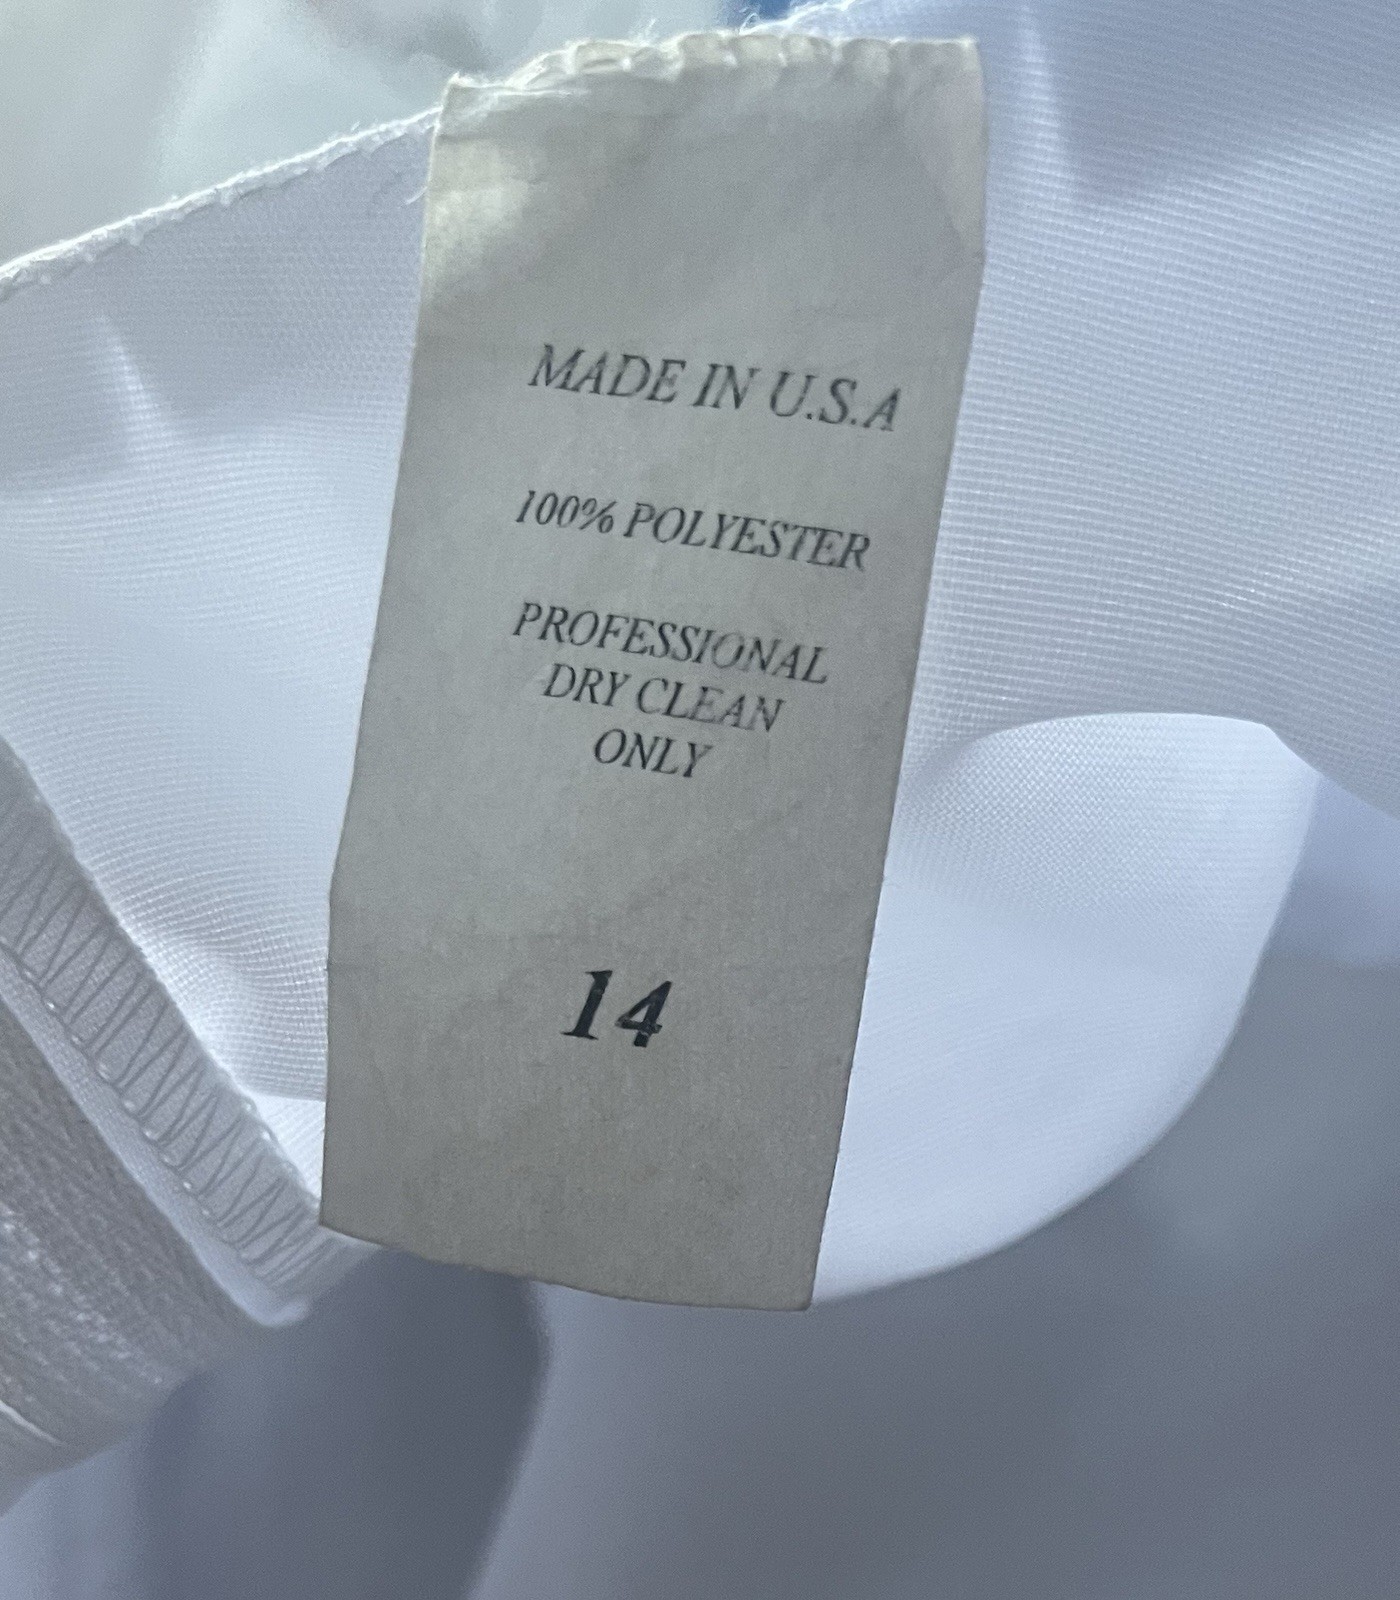 MADE IN U.S.A
100% POLYESTER
PROFESSIONAL
DRY CLEAN
ONLY
14